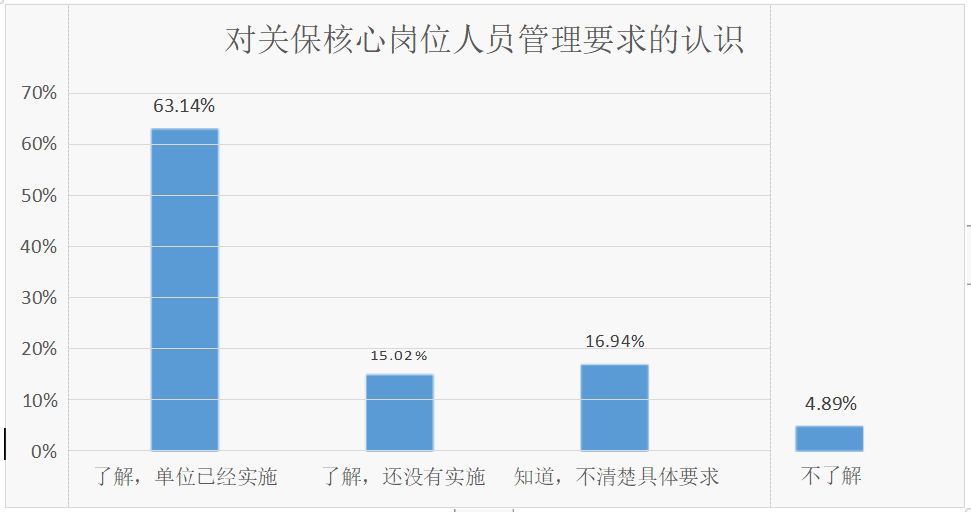 对关保核心岗位人员管理要求的认识
70%
63.14%
60%
50%
40%
30%
20%
15.02%
16.94%
10%
4.89%
0%
了解，单位已经实施
了解，还没有实施
知道，不清楚具体要求
不了解